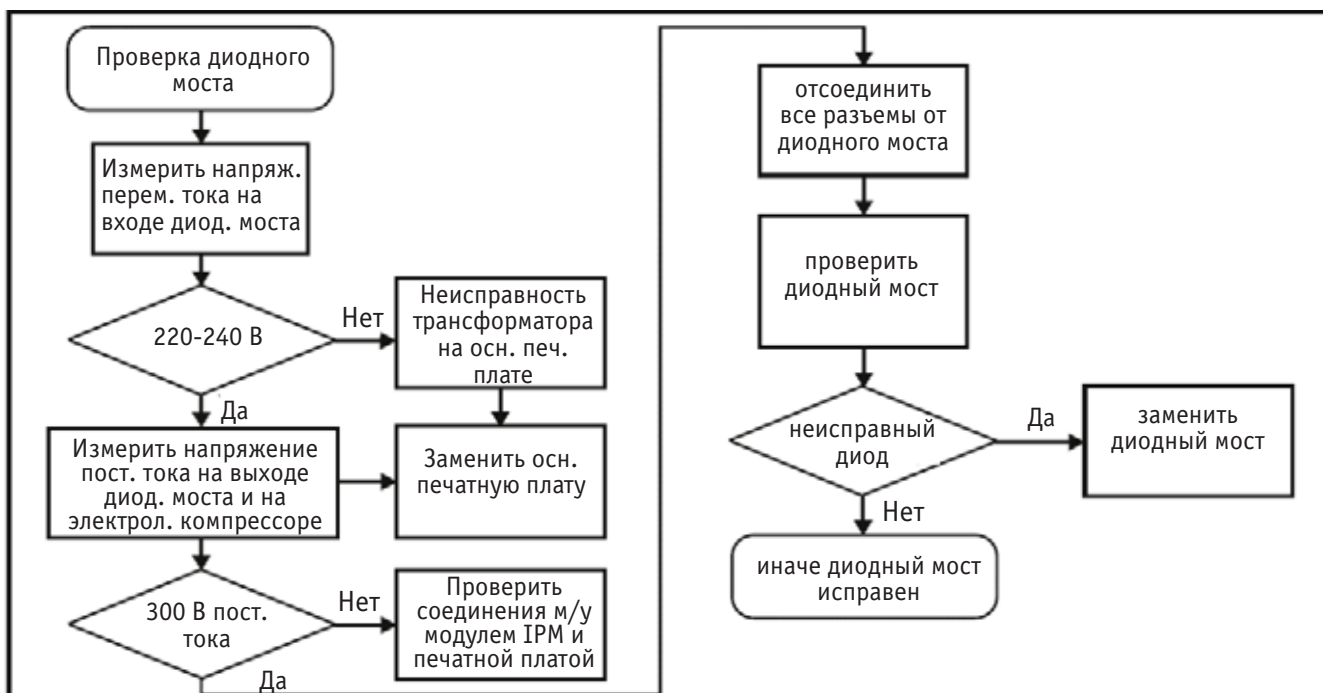 Проверка диодного
моста
Измерить напряж.
перем. тока на
входе диод. моста
220-240 В
Нет
Неисправность
трансформатора
на осн. печ.
плате
Да
Измерить напряжение
пост. тока на выходе
диод. моста и на
электрол. компрессоре
Заменить осн.
печатную плату
300 В пост.
тока
Нет
Проверить
соединения м/у
модулем IPM и
печатной платой
Да
отсоединить
все разъемы от
диодного моста
проверить
диодный мост
неисправный
диод
Да
заменить
диодный мост
Нет
иначе диодный мост
исправен